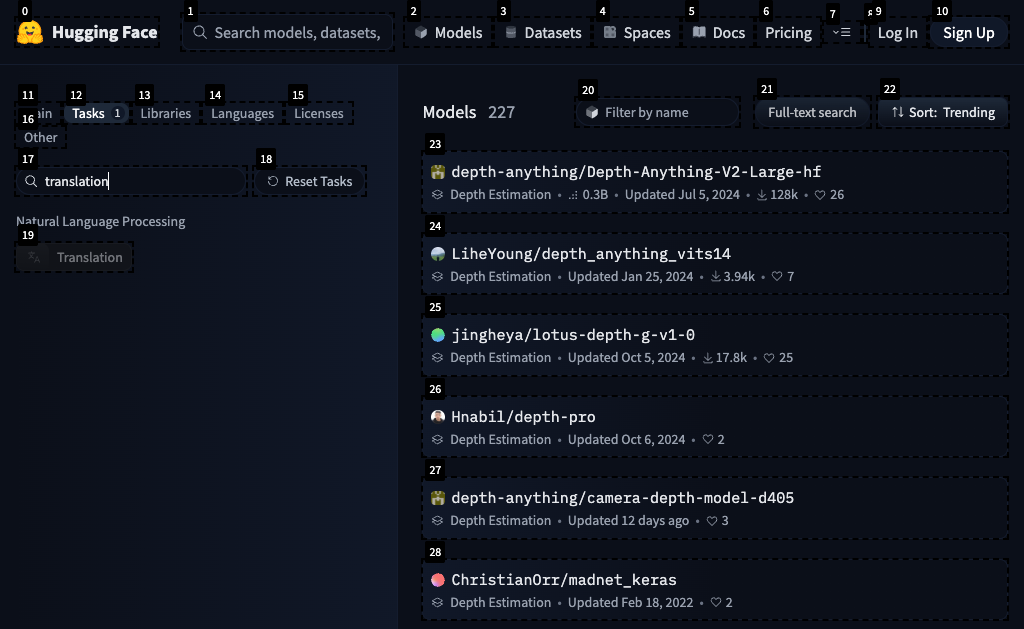 0 1 2 3 4 5 6 7 9 10
Hugging Face Search models, datasets, Models Datasets Spaces Docs Pricing Log In Sign Up
11 12 13 14 15
ain Tasks 1 Libraries Languages Licenses
16
Other
17 18
translation Reset Tasks
Natural Language Processing
19
Translation
20 21 22
Models 227 Filter by name Full-text search Sort: Trending
23
depth-anything/Depth-Anything-V2-Large-hf
Depth Estimation • 0.3B • Updated Jul 5, 2024 • 128k • 26
24
LiheYoung/depth_anything_vits14
Depth Estimation • Updated Jan 25, 2024 • 3.94k • 7
25
jingheya/lotus-depth-g-v1-0
Depth Estimation • Updated Oct 5, 2024 • 17.8k • 25
26
Hnabil/depth-pro
Depth Estimation • Updated Oct 6, 2024 • 2
27
depth-anything/camera-depth-model-d405
Depth Estimation • Updated 12 days ago • 3
28
ChristianOrr/madnet_keras
Depth Estimation • Updated Feb 18, 2022 • 2